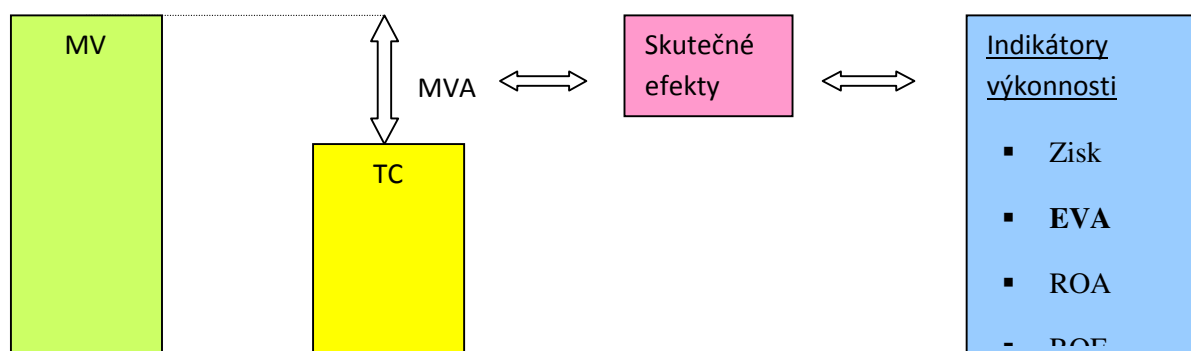 MV
MVA
TC
Skutečné
efekty
Indikátory
výkonnosti
▪ Zisk
▪ EVA
▪ ROA